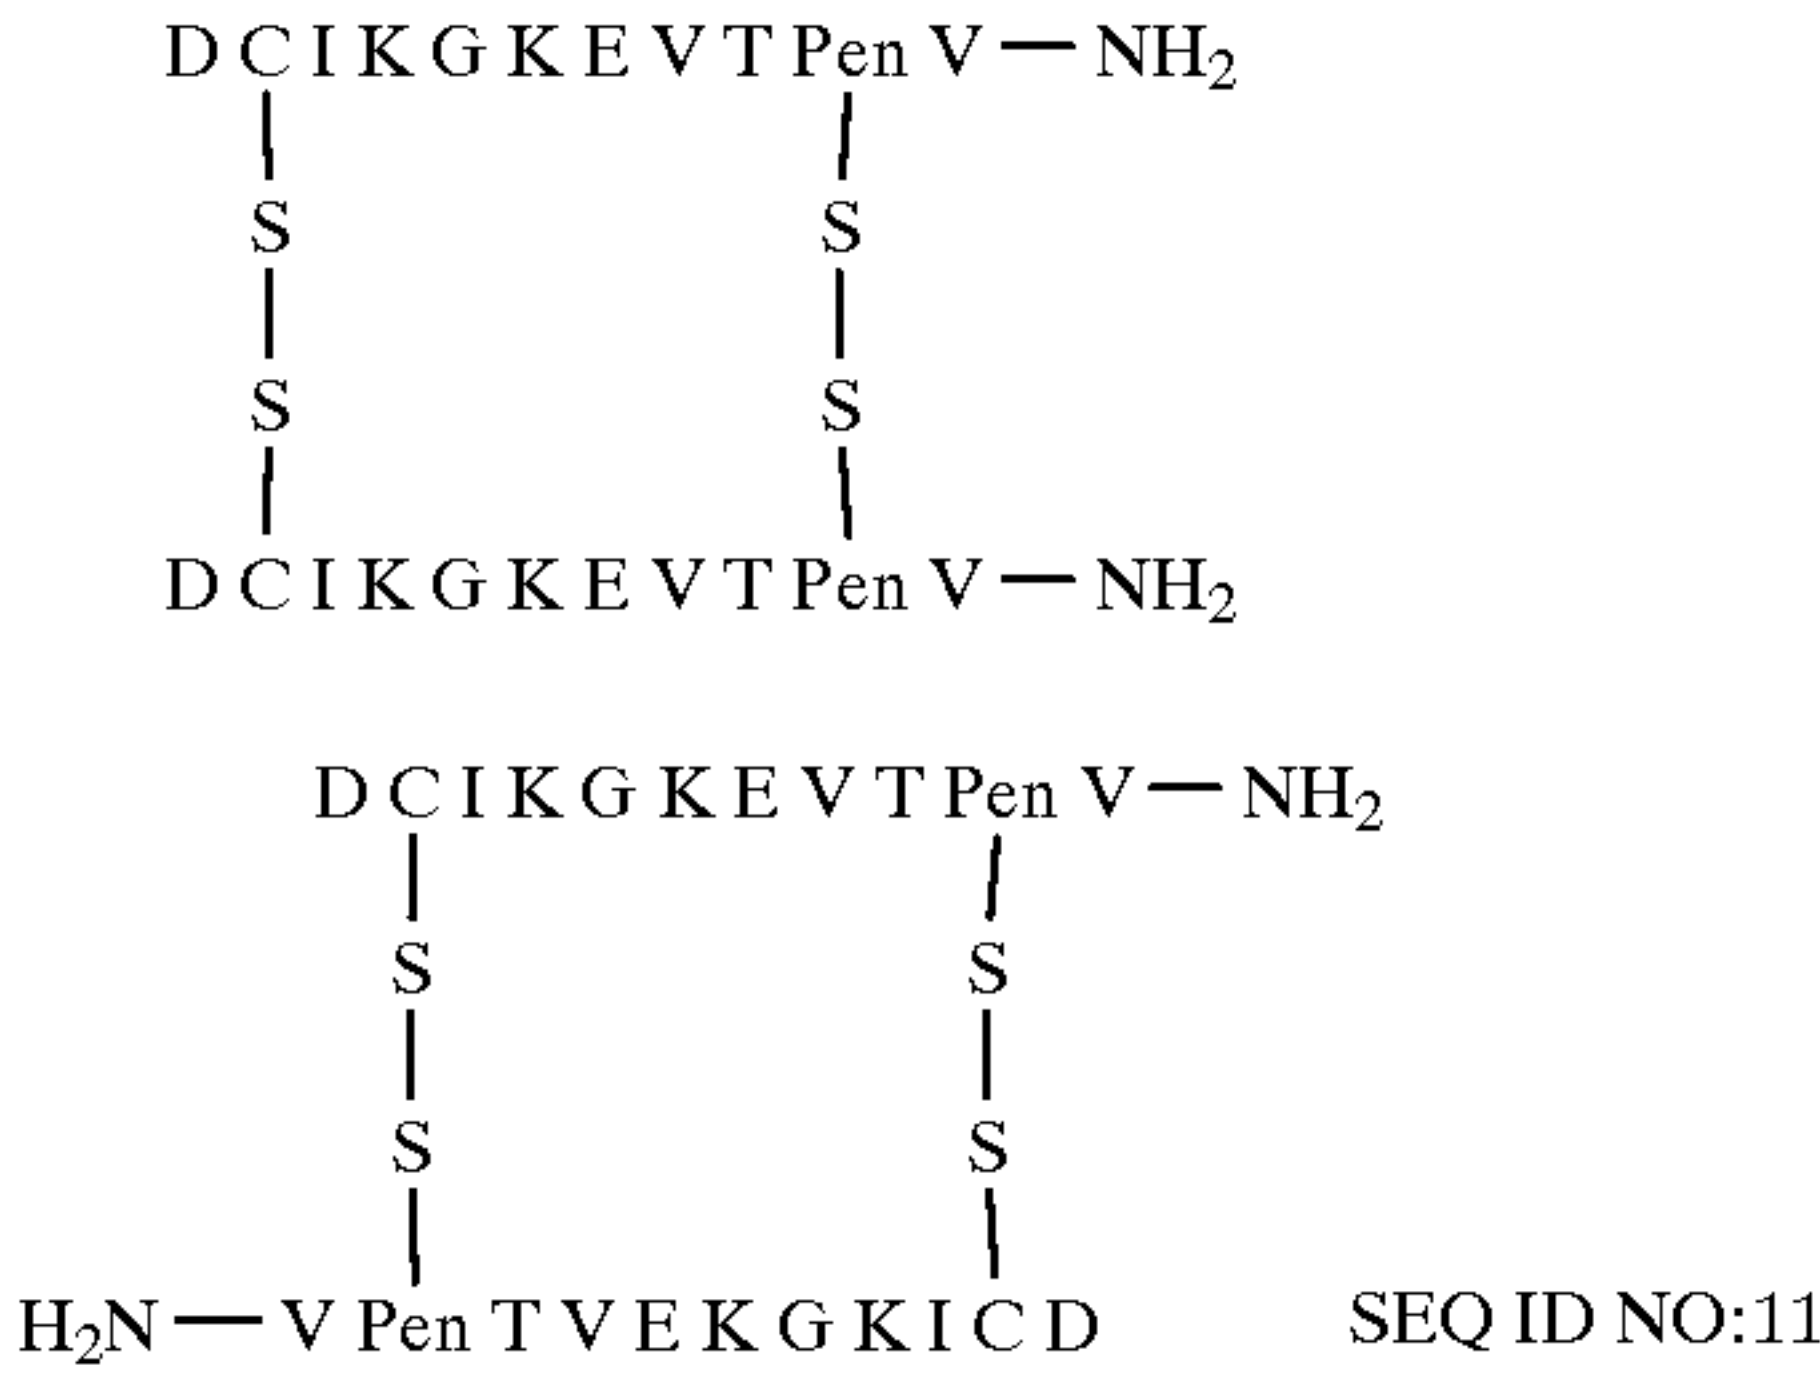 D C I K G K E V T Pen V — NH₂
S S
S S
D C I K G K E V T Pen V — NH₂
D C I K G K E V T Pen V — NH₂
S S
S S
H₂N — V Pen T V E K G K I C D SEQ ID NO:11